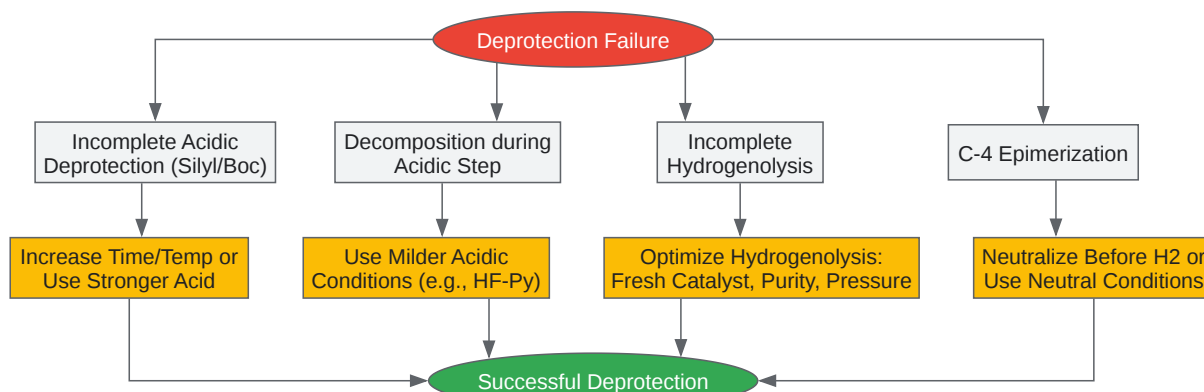 Deprotection Failure
Incomplete Acidic
Deprotection (Silyl/Boc)
Decomposition during
Acidic Step
Incomplete
Hydrogenolysis
C-4 Epimerization
Increase Time/Temp or
Use Stronger Acid
Use Milder Acidic
Conditions (e.g., HF-Py)
Optimize Hydrogenolysis:
Fresh Catalyst, Purity, Pressure
Neutralize Before H2 or
Use Neutral Conditions
Successful Deprotection